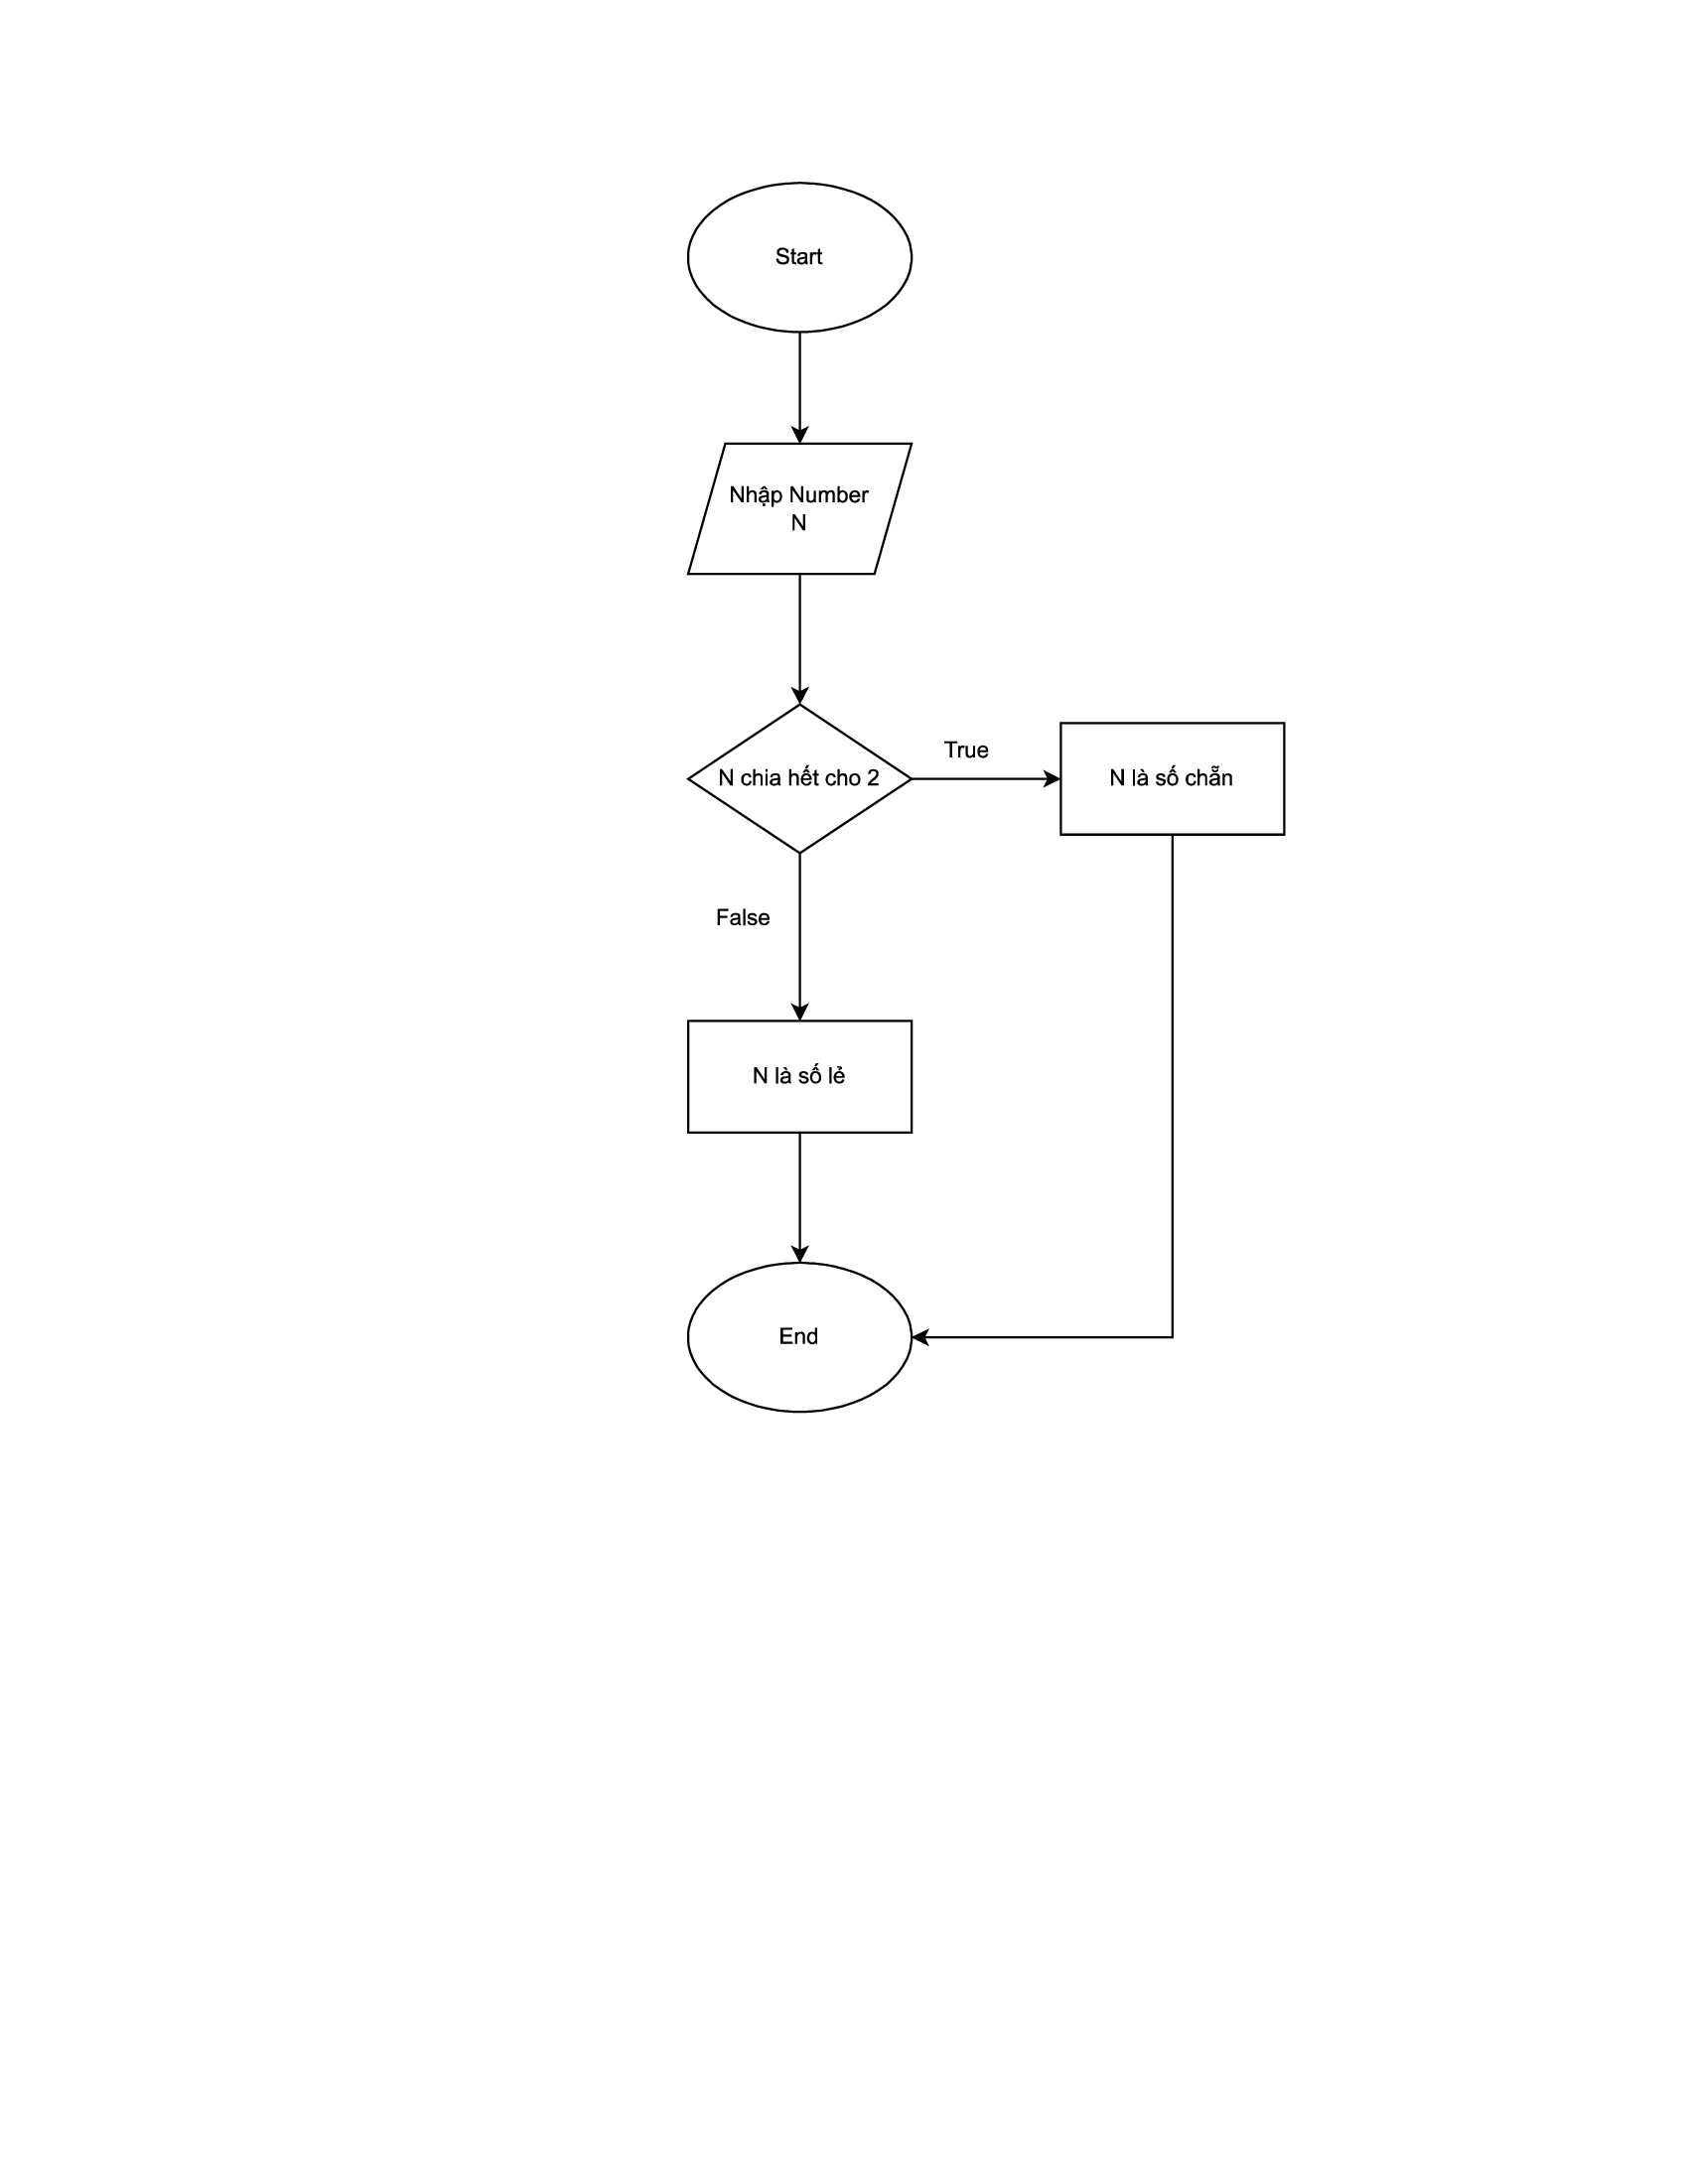 Start
Nhập Number
N
N chia hết cho 2
True
N là số chẵn
False
N là số lẻ
End